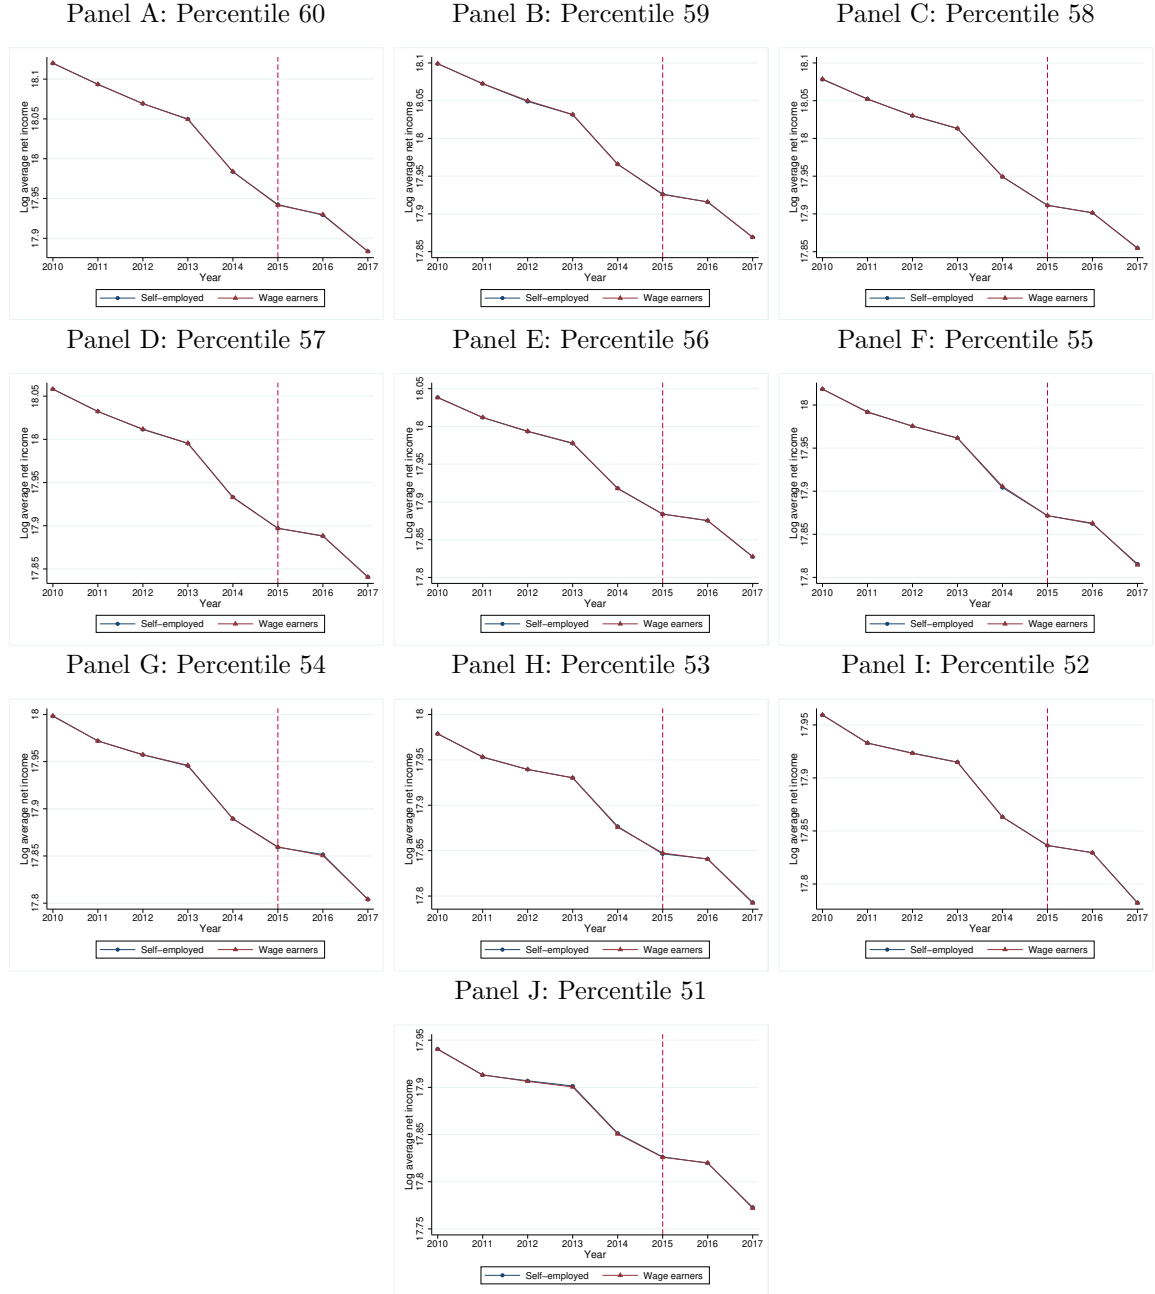 Panel A: Percentile 60
Panel B: Percentile 59
Panel C: Percentile 58
Log average net income
18.1
18.05
18
17.95
17.9
2010 2011 2012 2013 2014 2015 2016 2017
Year
Self-employed Wage earners
Log average net income
18.1
18.05
18
17.95
17.9
17.85
2010 2011 2012 2013 2014 2015 2016 2017
Year
Self-employed Wage earners
Log average net income
18.1
18.05
18
17.95
17.9
17.85
2010 2011 2012 2013 2014 2015 2016 2017
Year
Self-employed Wage earners
Panel D: Percentile 57
Panel E: Percentile 56
Panel F: Percentile 55
Log average net income
18.05
18
17.95
17.9
17.85
2010 2011 2012 2013 2014 2015 2016 2017
Year
Self-employed Wage earners
Log average net income
18.05
18
17.95
17.9
17.85
17.8
2010 2011 2012 2013 2014 2015 2016 2017
Year
Self-employed Wage earners
Log average net income
18
17.95
17.9
17.85
17.8
2010 2011 2012 2013 2014 2015 2016 2017
Year
Self-employed Wage earners
Panel G: Percentile 54
Panel H: Percentile 53
Panel I: Percentile 52
Log average net income
18
17.95
17.9
17.85
17.8
2010 2011 2012 2013 2014 2015 2016 2017
Year
Self-employed Wage earners
Log average net income
18
17.95
17.9
17.85
17.8
2010 2011 2012 2013 2014 2015 2016 2017
Year
Self-employed Wage earners
Log average net income
17.95
17.9
17.85
17.8
2010 2011 2012 2013 2014 2015 2016 2017
Year
Self-employed Wage earners
Panel J: Percentile 51
Log average net income
17.95
17.9
17.85
17.8
17.75
2010 2011 2012 2013 2014 2015 2016 2017
Year
Self-employed Wage earners